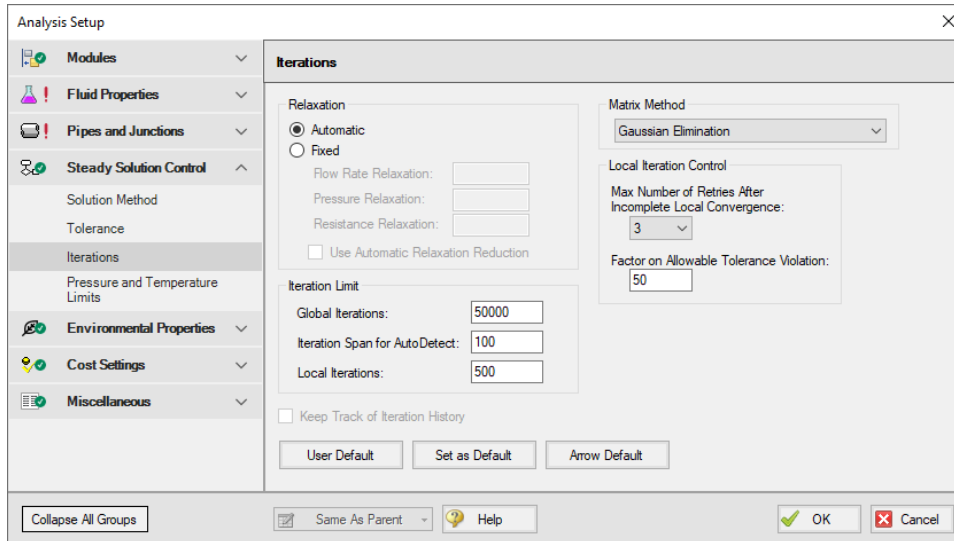 Analysis Setup
Modules
Fluid Properties
Pipes and Junctions
Steady Solution Control
Solution Method
Tolerance
Iterations
Pressure and Temperature
Limits
Environmental Properties
Cost Settings
Miscellaneous
Collapse All Groups
Iterations
Relaxation
Automatic
Fixed
Flow Rate Relaxation:
Pressure Relaxation:
Resistance Relaxation:
Use Automatic Relaxation Reduction
Iteration Limit
Global Iterations: 50000
Iteration Span for AutoDetect: 100
Local Iterations: 500
Keep Track of Iteration History
Matrix Method
Gaussian Elimination
Local Iteration Control
Max Number of Retries After
Incomplete Local Convergence:
3
Factor on Allowable Tolerance Violation:
50
User Default Set as Default Arrow Default
Same As Parent Help OK Cancel